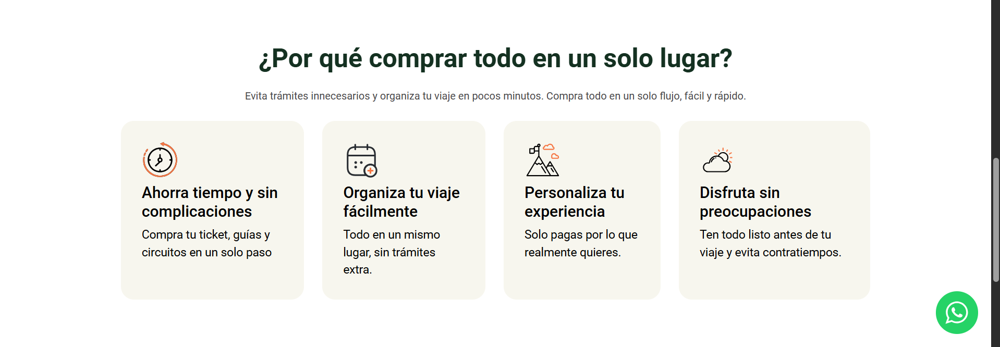 ¿Por qué comprar todo en un solo lugar?
Evita trámites innecesarios y organiza tu viaje en pocos minutos. Compra todo en un solo flujo, fácil y rápido.
Ahorra tiempo y sin
complicaciones
Compra tu ticket, guías y
circuitos en un solo paso
Organiza tu viaje
fácilmente
Todo en un mismo
lugar, sin trámites
extra.
Personaliza tu
experiencia
Solo pagas por lo que
realmente quieres.
Disfruta sin
preocupaciones
Ten todo listo antes de tu
viaje y evita contratiempos.